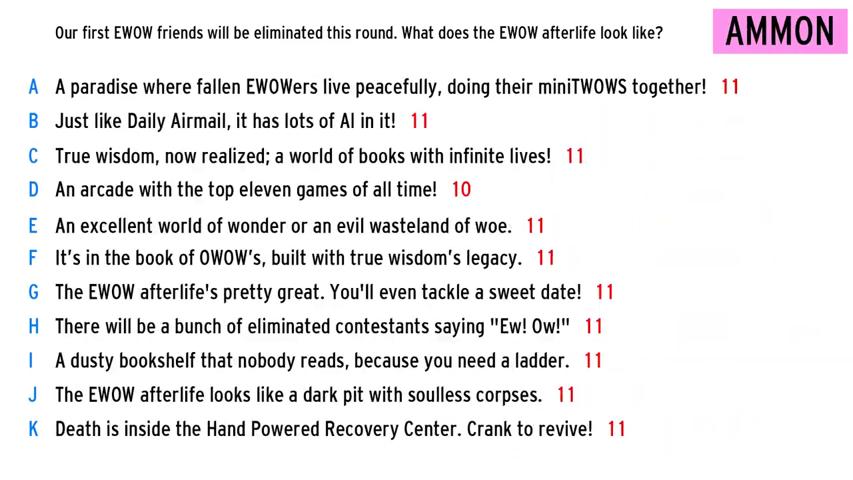 Our first EWOW friends will be eliminated this round. What does the EWOW afterlife look like?
AMMON
A A paradise where fallen EWOWers live peacefully, doing their miniTWOWS together! 11
B Just like Daily Airmail, it has lots of AI in it! 11
C True wisdom, now realized; a world of books with infinite lives! 11
D An arcade with the top eleven games of all time! 10
E An excellent world of wonder or an evil wasteland of woe. 11
F It's in the book of OWOW's, built with true wisdom's legacy. 11
G The EWOW afterlife's pretty great. You'll even tackle a sweet date! 11
H There will be a bunch of eliminated contestants saying "Ew! Ow!" 11
I A dusty bookshelf that nobody reads, because you need a ladder. 11
J The EWOW afterlife looks like a dark pit with soulless corpses. 11
K Death is inside the Hand Powered Recovery Center. Crank to revive! 11